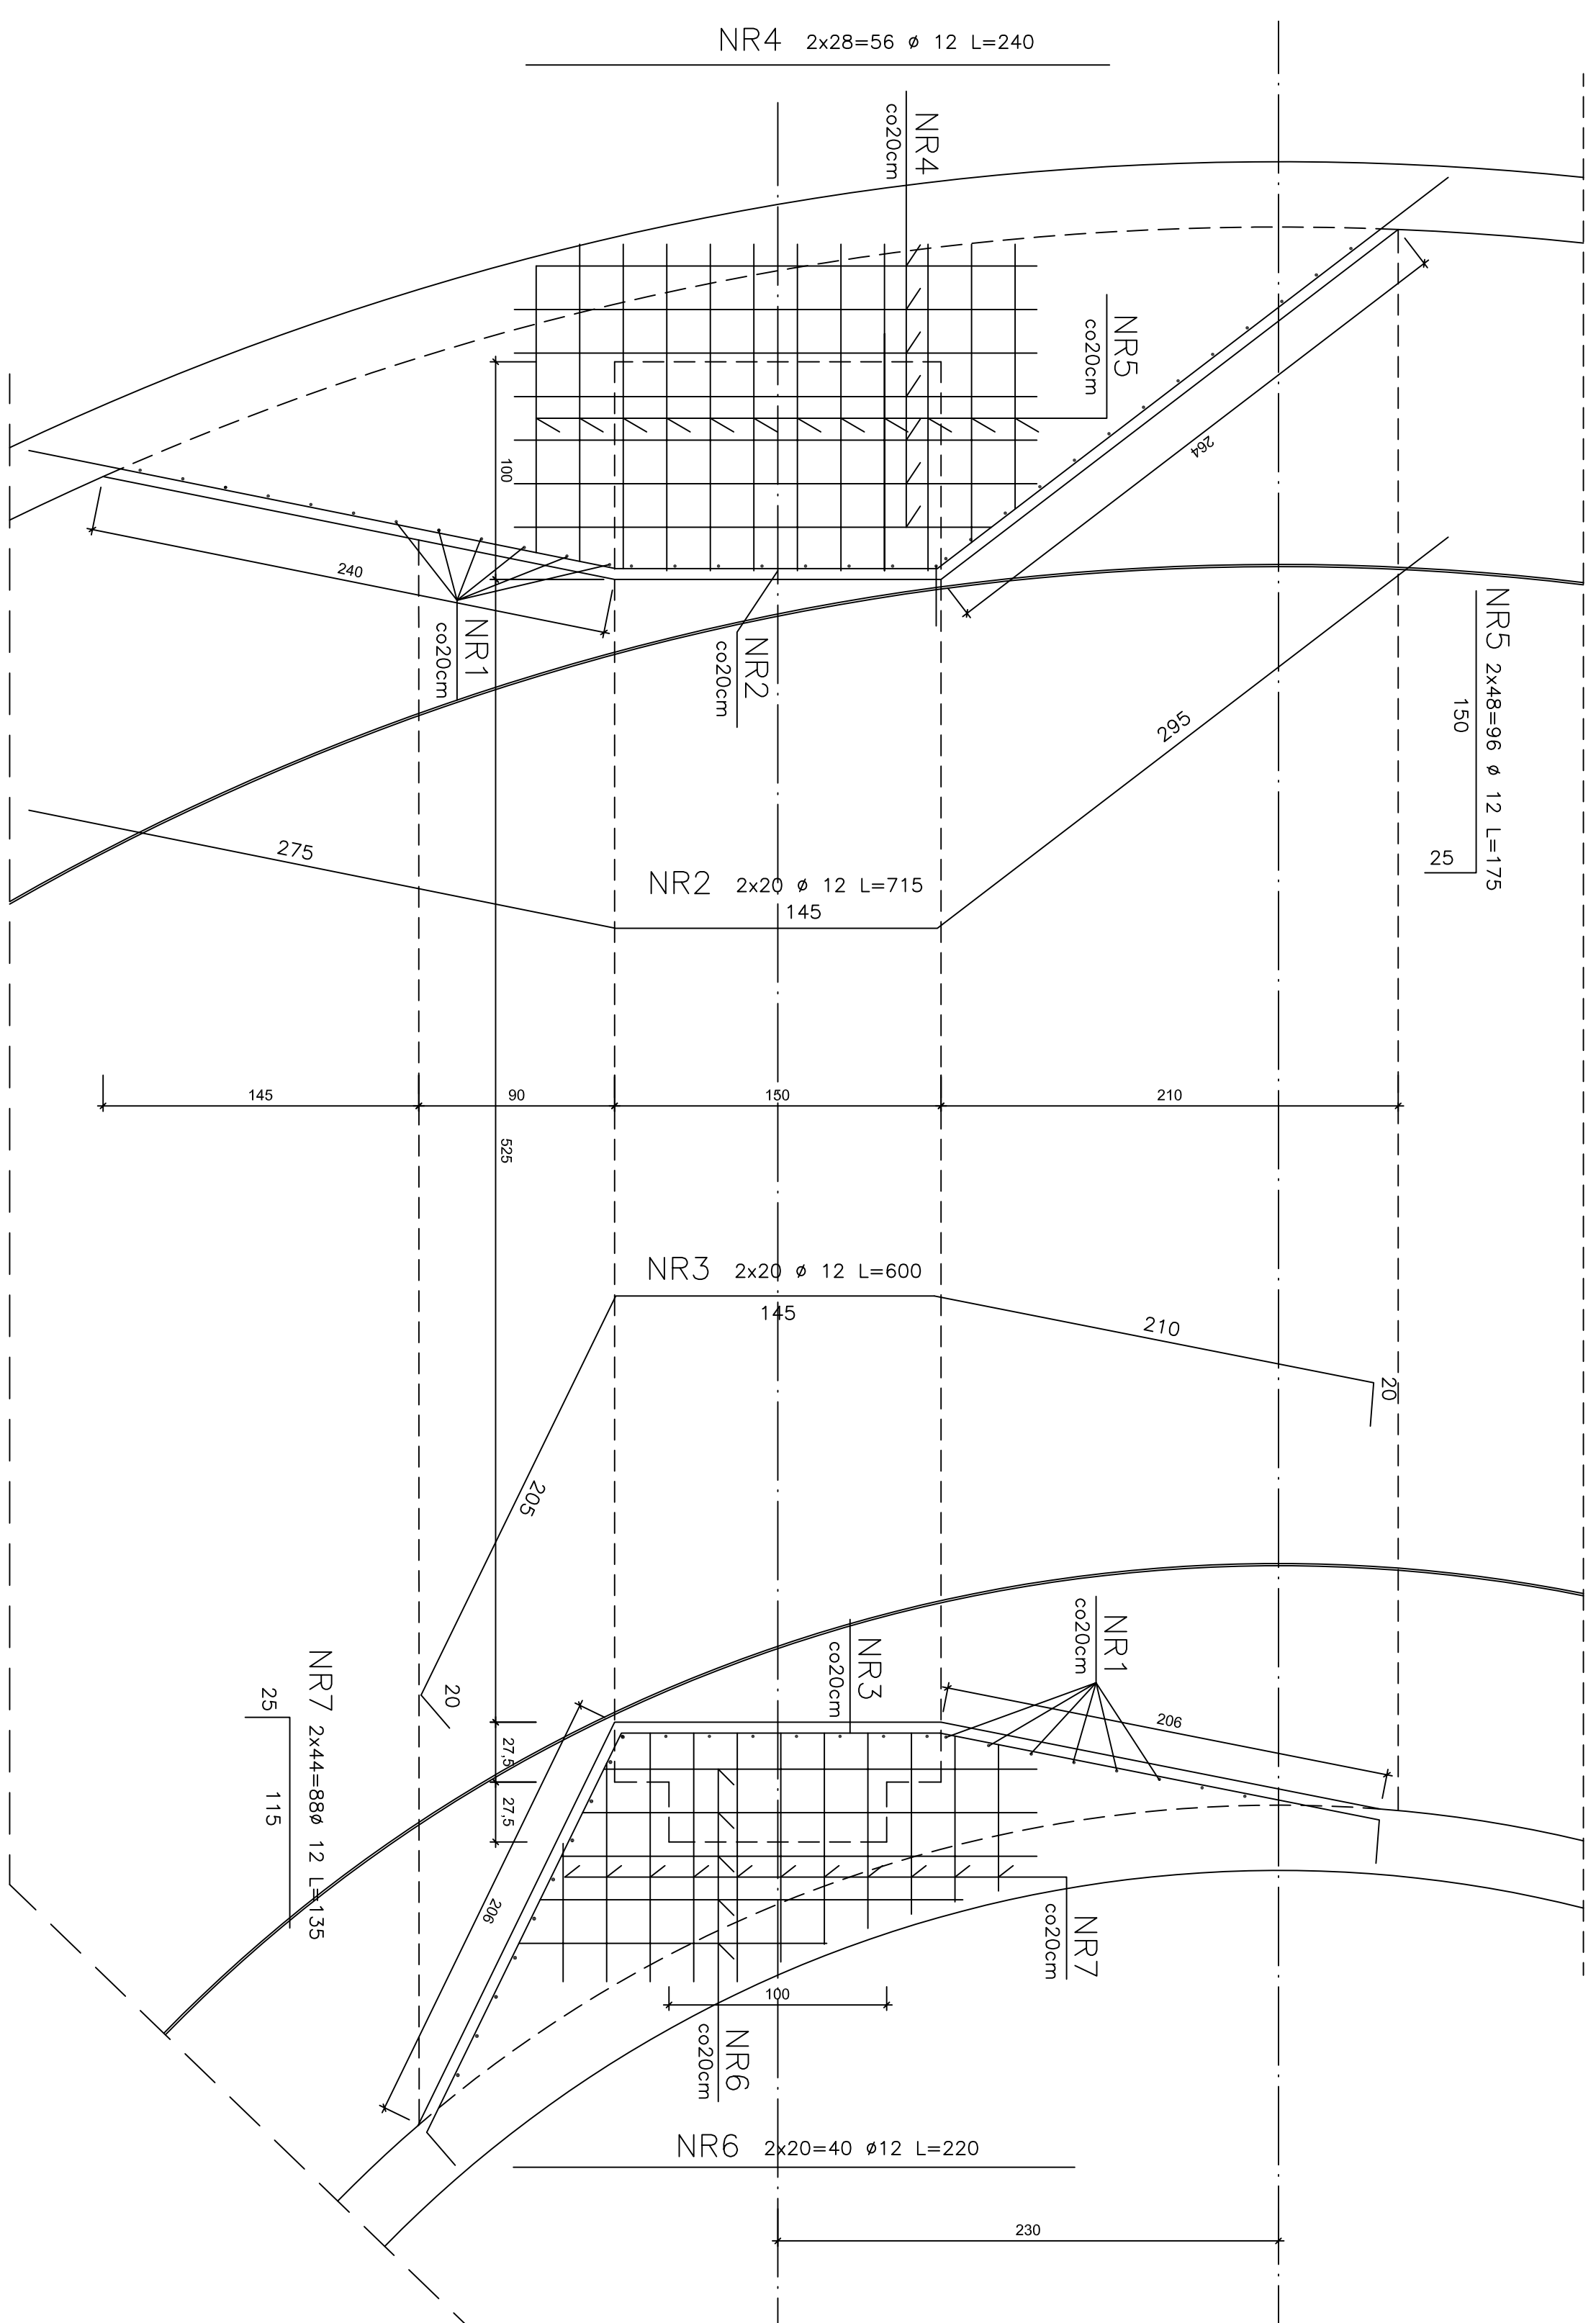 NR4 2x28=56 ø 12 L=240
NR4
co20cm
NR5
co20cm
264
100
240
NR1
co20cm
NR2
co20cm
NR5 2x48=96 ø 12 L=175
150
25
295
275
NR2 2x20 ø 12 L=715
145
145
90
150
210
525
NR3 2x20 ø 12 L=600
145
210
20
205
20
NR1
co20cm
NR3
co20cm
206
NR7 2x44=88ø 12 L=135
25
115
27,5
27,5
206
NR7
co20cm
100
NR6
co20cm
NR6 2x20=40 ø12 L=220
230